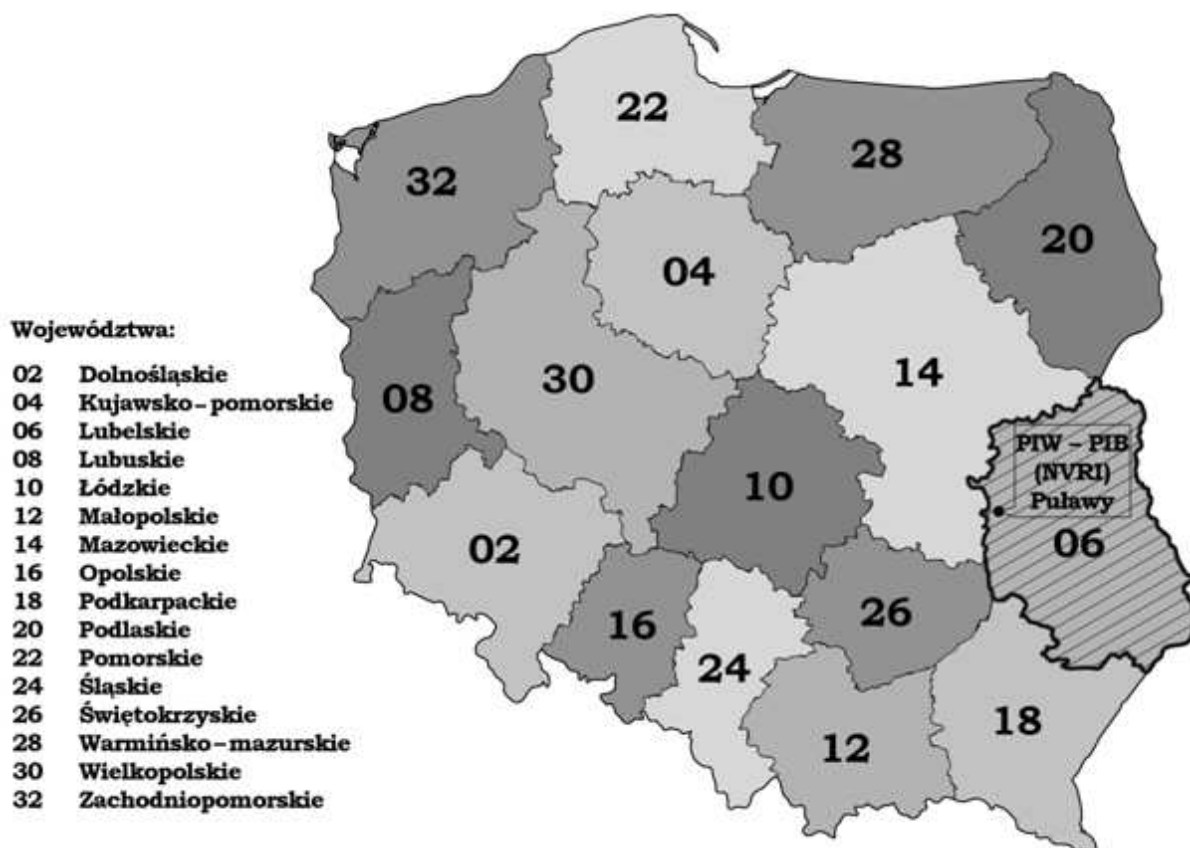 22
28
32
20
04
Województwa:
02 Dolnośląskie
04 Kujawsko-pomorskie
06 Lubelskie
08 Lubuskie
10 Łódzkie
12 Małopolskie
14 Mazowieckie
16 Opolskie
18 Podkarpackie
20 Podlaskie
22 Pomorskie
24 Śląskie
26 Świętokrzyskie
28 Warmińsko-mazurskie
30 Wielkopolskie
32 Zachodniopomorskie
30
14
08
PIW – PIB
(NVRI)
Puławy
10
02
06
26
16
24
18
12